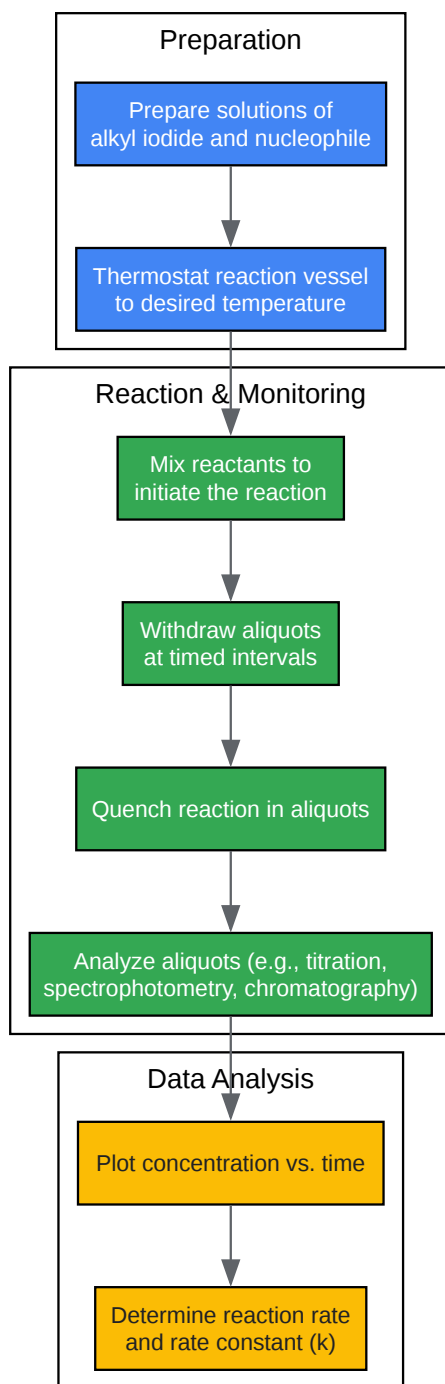 Preparation
Prepare solutions of
alkyl iodide and nucleophile
Thermostat reaction vessel
to desired temperature
Reaction & Monitoring
Mix reactants to
initiate the reaction
Withdraw aliquots
at timed intervals
Quench reaction in aliquots
Analyze aliquots (e.g., titration,
spectrophotometry, chromatography)
Data Analysis
Plot concentration vs. time
Determine reaction rate
and rate constant (k)